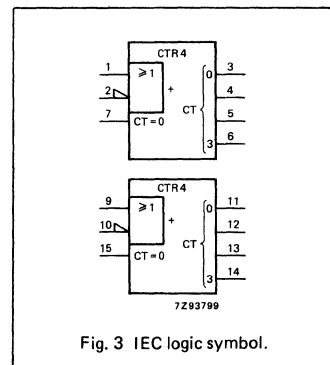 CTR4
1 ≥1 0 3
2 + 4
7 CT=0 CT 5
3 6
CTR4
9 ≥1 0 11
10 + 12
15 CT=0 CT 13
3 14
7Z93799
Fig. 3 IEC logic symbol.